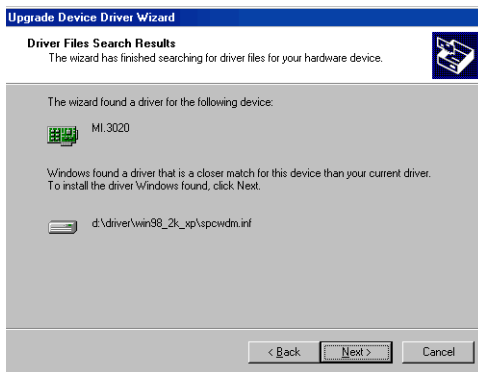 Upgrade Device Driver Wizard
Driver Files Search Results
The wizard has finished searching for driver files for your hardware device.
The wizard found a driver for the following device:
MI.3020
Windows found a driver that is a closer match for this device than your current driver.
To install the driver Windows found, click Next.
d:\driver\win98_2k_xp\spcwdm.inf
< Back Next > Cancel